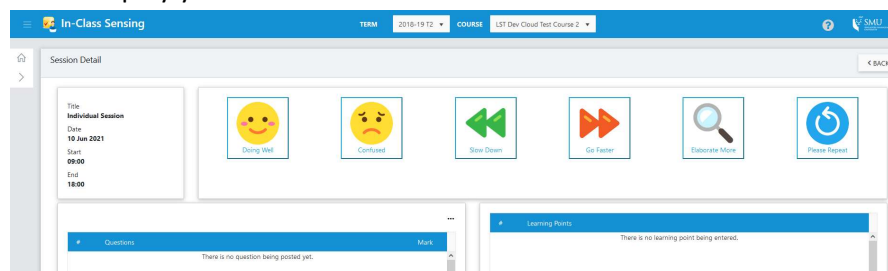 In-Class Sensing
TERM 2018-19 T2 COURSE LST Dev Cloud Test Course 2
? SMU
Session Detail
< BACK
Title
Individual Session
Date
10 Jun 2021
Start
09:00
End
18:00
Doing Well
Confused
Slow Down
Go Faster
Elaborate More
Please Repeat
...
# Questions Mark
There is no question being posted yet.
# Learning Points
There is no learning point being entered.